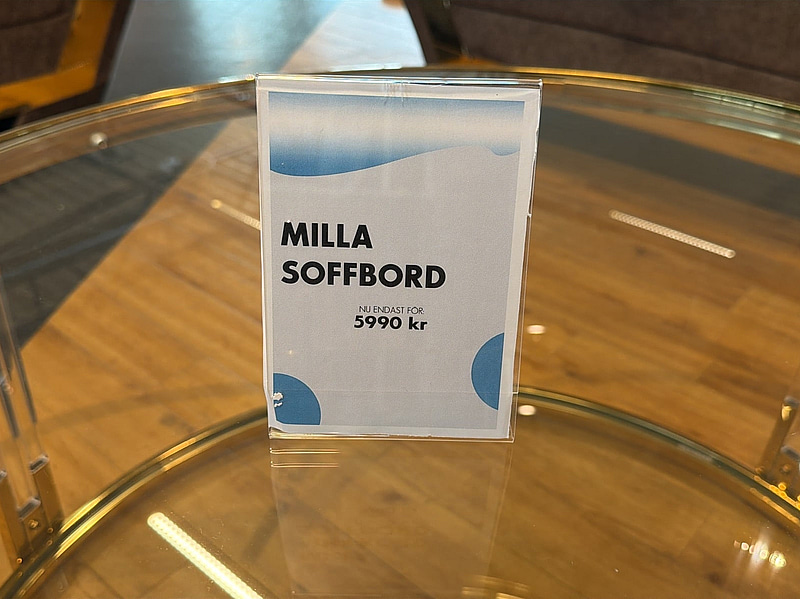 MILLA
SOFFBORD
NU ENDAST FÖR:
5990 kr